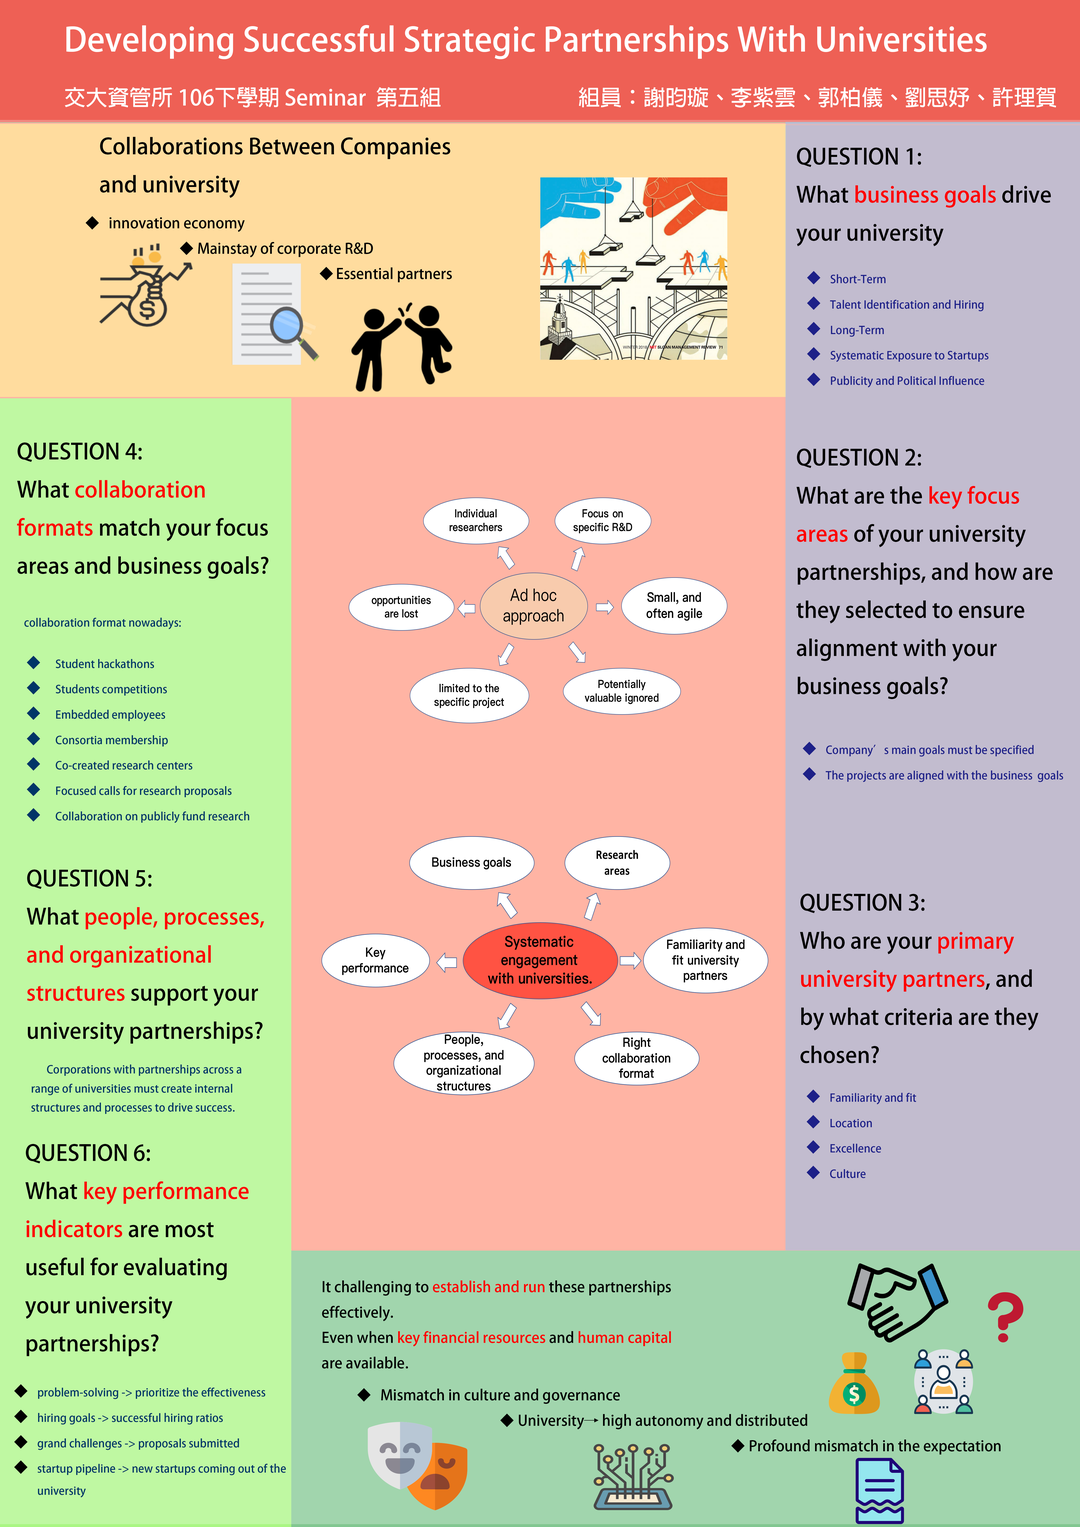 Developing Successful Strategic Partnerships With Universities
交大資管所 106下學期 Seminar 第五組
組員：謝昀璇、李紫雲、郭柏儀、劉思妤、許理賀
Collaborations Between Companies
and university
◆ innovation economy
◆ Mainstay of corporate R&D
◆ Essential partners
WINTER 2018 MIT SLOAN MANAGEMENT REVIEW 71
QUESTION 1:
What business goals drive
your university
◆ Short-Term
◆ Talent Identification and Hiring
◆ Long-Term
◆ Systematic Exposure to Startups
◆ Publicity and Political Influence
QUESTION 2:
What are the key focus
areas of your university
partnerships, and how are
they selected to ensure
alignment with your
business goals?
◆ Company's main goals must be specified
◆ The projects are aligned with the business goals
QUESTION 3:
Who are your primary
university partners, and
by what criteria are they
chosen?
◆ Familiarity and fit
◆ Location
◆ Excellence
◆ Culture
QUESTION 4:
What collaboration
formats match your focus
areas and business goals?
collaboration format nowadays:
◆ Student hackathons
◆ Students competitions
◆ Embedded employees
◆ Consortia membership
◆ Co-created research centers
◆ Focused calls for research proposals
◆ Collaboration on publicly fund research
QUESTION 5:
What people, processes,
and organizational
structures support your
university partnerships?
Corporations with partnerships across a
range of universities must create internal
structures and processes to drive success.
QUESTION 6:
What key performance
indicators are most
useful for evaluating
your university
partnerships?
◆ problem-solving -> prioritize the effectiveness
◆ hiring goals -> successful hiring ratios
◆ grand challenges -> proposals submitted
◆ startup pipeline -> new startups coming out of the
university
Individual
researchers
Focus on
specific R&D
opportunities
are lost
Ad hoc
approach
Small, and
often agile
limited to the
specific project
Potentially
valuable ignored
Business goals
Research
areas
Key
performance
Systematic
engagement
with universities.
Familiarity and
fit university
partners
People,
processes, and
organizational
structures
Right
collaboration
format
It challenging to establish and run these partnerships
effectively.
Even when key financial resources and human capital
are available.
◆ Mismatch in culture and governance
◆ University→ high autonomy and distributed
◆ Profound mismatch in the expectation